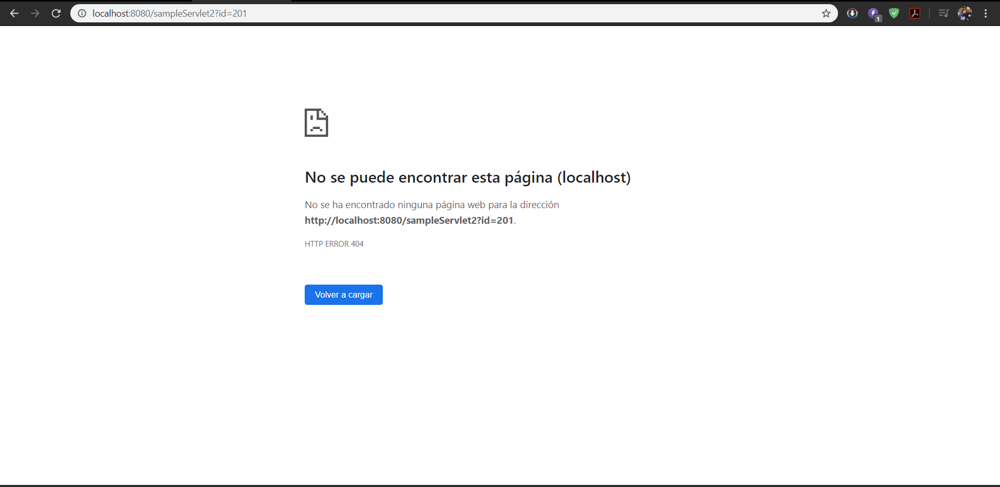 localhost:8080/sampleServlet2?id=201
1
No se puede encontrar esta página (localhost)
No se ha encontrado ninguna página web para la dirección
http://localhost:8080/sampleServlet2?id=201.
HTTP ERROR 404
Volver a cargar